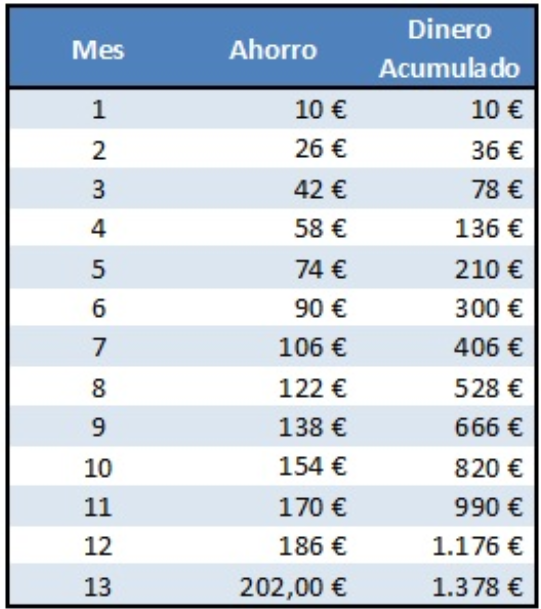 Mes Ahorro Dinero Acumulado
1 10 € 10 €
2 26 € 36 €
3 42 € 78 €
4 58 € 136 €
5 74 € 210 €
6 90 € 300 €
7 106 € 406 €
8 122 € 528 €
9 138 € 666 €
10 154 € 820 €
11 170 € 990 €
12 186 € 1.176 €
13 202,00 € 1.378 €